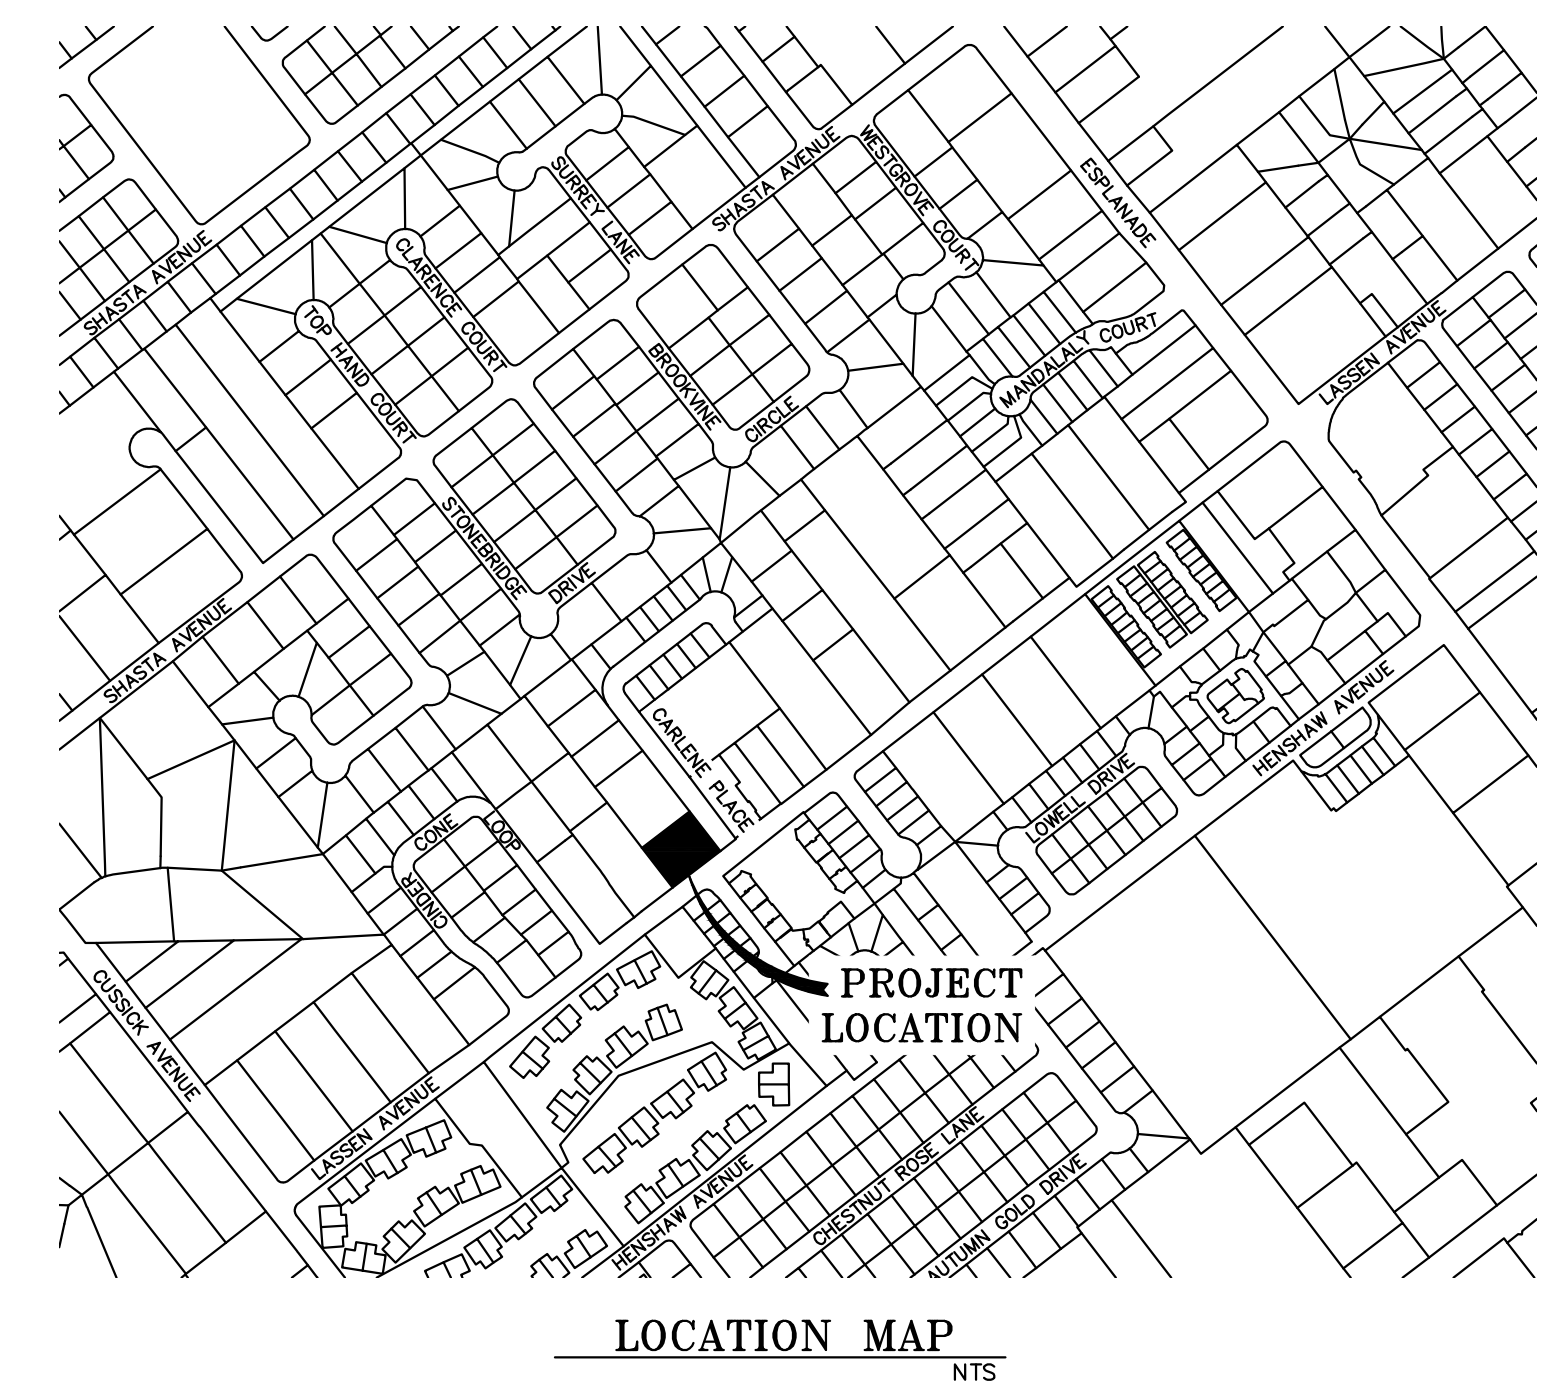 SHASTA AVENUE
WESTGROVE COURT
ESPLANADE
SURREY LANE
SHASTA AVENUE
CLARENCE COURT
TOP HAND COURT
MANDALALY COURT
LASSEN AVENUE
BROOKVINE
CIRCLE
STONEBRIDGE
DRIVE
SHASTA AVENUE
CARLENE PLACE
HENSHAW AVENUE
LOWELL DRIVE
CONE
OOP
CINDER
CUSSICK AVENUE
PROJECT
LOCATION
LASSEN AVENUE
HENSHAW AVENUE
CHESTNUT ROSE LANE
AUTUMN GOLD DRIVE
LOCATION MAP
NTS